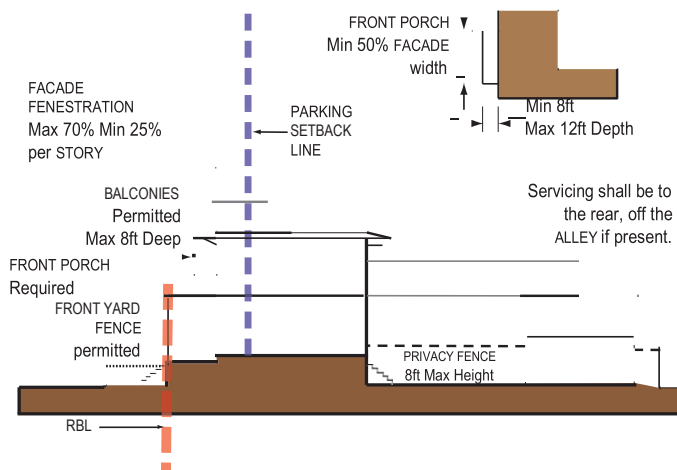 FRONT PORCH
Min 50% FACADE
width
FACADE
FENESTRATION
Max 70% Min 25%
per STORY
PARKING
SETBACK
LINE
Min 8ft
Max 12ft Depth
BALCONIES
Permitted
Max 8ft Deep
Servicing shall be to
the rear, off the
ALLEY if present.
FRONT PORCH
Required
FRONT YARD
FENCE
permitted
PRIVACY FENCE
8ft Max Height
RBL